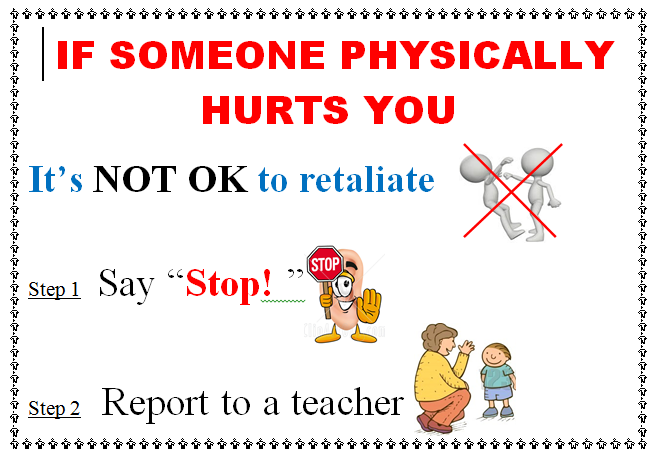 IF SOMEONE PHYSICALLY
HURTS YOU
It’s NOT OK to retaliate
STOP
Step 1 Say “Stop! ”
Step 2 Report to a teacher